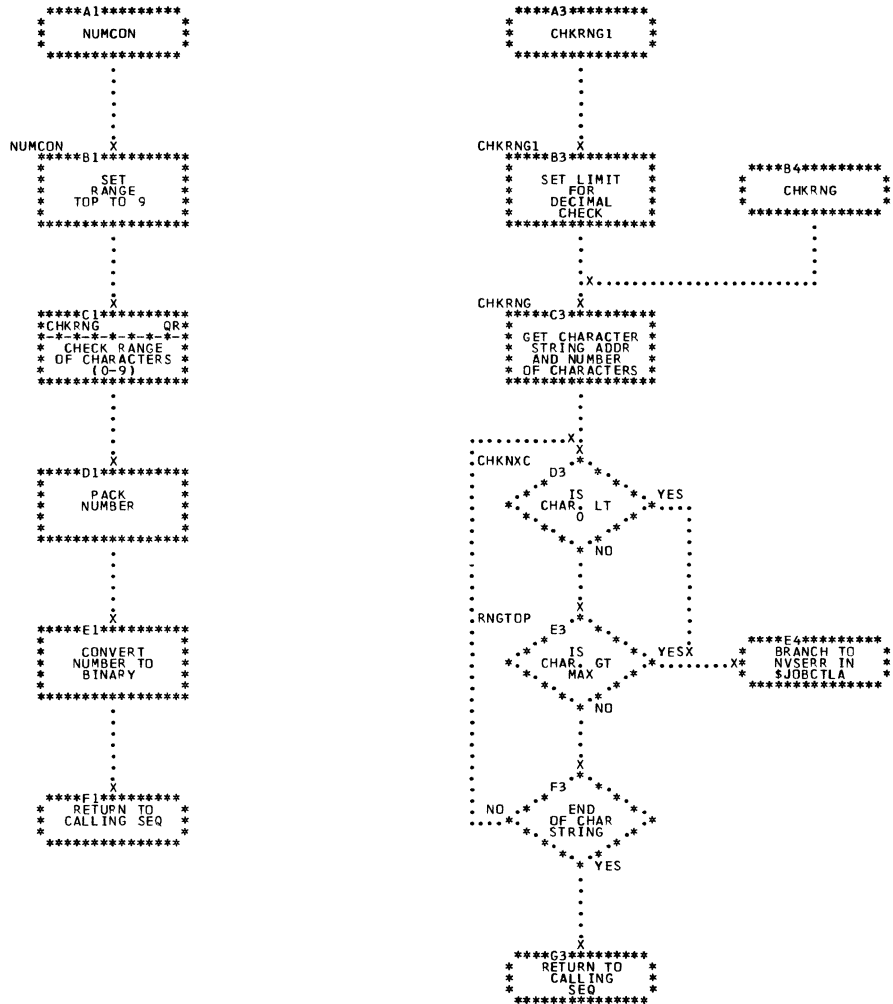 A1
NUMCON
NUMCON
B1
SET
RANGE
TOP TO 9
C1
CHKRNG QR
CHECK RANGE
OF CHARACTERS
(0-9)
D1
PACK
NUMBER
E1
CONVERT
NUMBER TO
BINARY
F1
RETURN TO
CALLING SEQ
A3
CHKRNG1
CHKRNG1
B3
SET LIMIT
FOR
DECIMAL
CHECK
B4
CHKRNG
CHKRNG
C3
GET CHARACTER
STRING ADDR
AND NUMBER
OF CHARACTERS
CHKNXC
D3
IS
CHAR. LT
0
YES
NO
RNGTOP
E3
IS
CHAR. GT
MAX
YES
NO
E4
BRANCH TO
NVSERR IN
$JOBCTLA
F3
END
OF CHAR
STRING
NO
YES
G3
RETURN TO
CALLING
SEQ